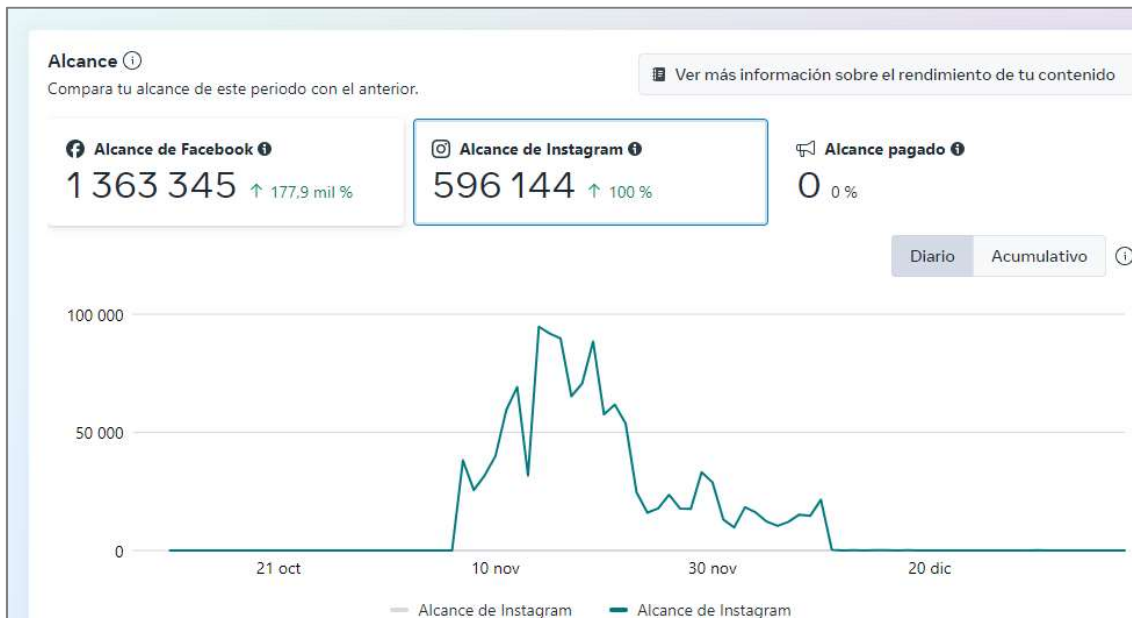 Alcance
Ver más información sobre el rendimiento de tu contenido
Compara tu alcance de este periodo con el anterior.
Alcance de Facebook
1 363 345 ↑ 177,9 mil %
Alcance de Instagram
596 144 ↑ 100 %
Alcance pagado
0 0 %
Diario
Acumulativo
100 000
50 000
0
21 oct
10 nov
30 nov
20 dic
Alcance de Instagram
Alcance de Instagram